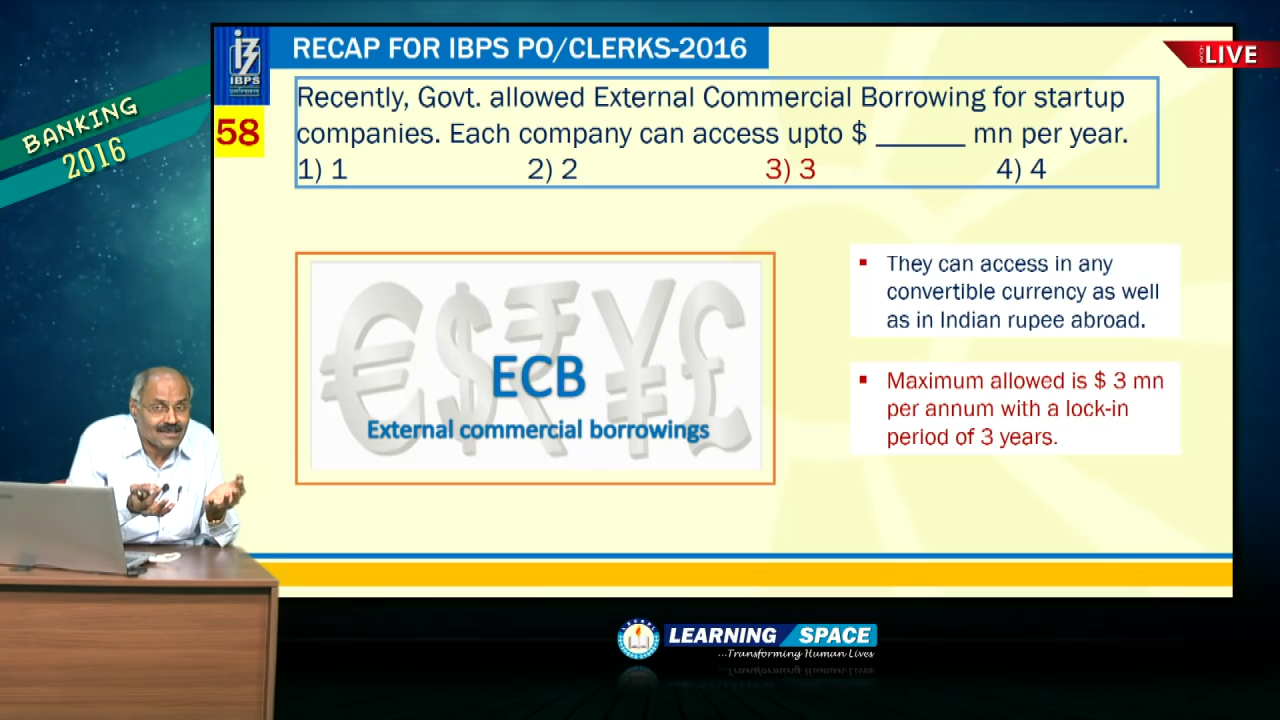 RECAP FOR IBPS PO/CLERKS-2016
IBPS
LIVE
BANKING
2016
58
Recently, Govt. allowed External Commercial Borrowing for startup
companies. Each company can access upto $ ______ mn per year.
1) 1 2) 2 3) 3 4) 4
€$₹¥£
ECB
External commercial borrowings
▪ They can access in any
convertible currency as well
as in Indian rupee abroad.
▪ Maximum allowed is $ 3 mn
per annum with a lock-in
period of 3 years.
LEARNING SPACE
...Transforming Human Lives